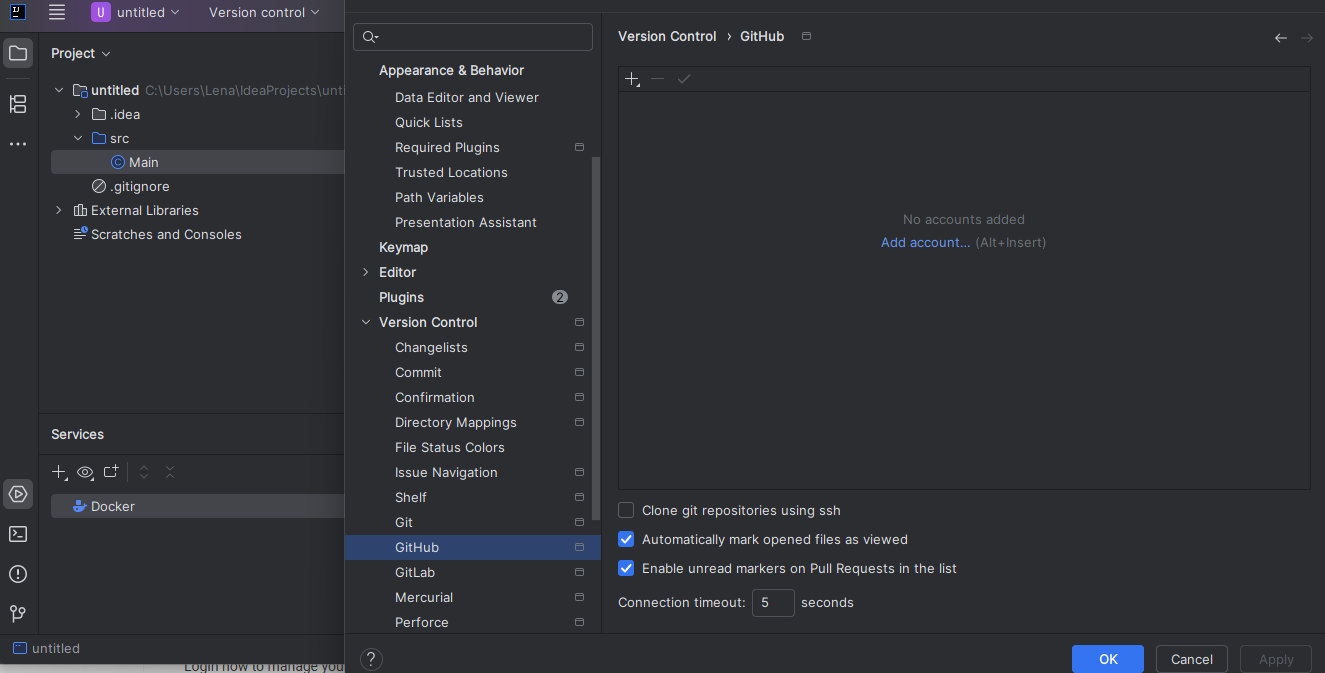 U untitled Version control
Project
untitled C:\Users\Lena\IdeaProjects\unti
.idea
src
Main
.gitignore
External Libraries
Scratches and Consoles
Services
Docker
untitled
Login now to manage you
Appearance & Behavior
Data Editor and Viewer
Quick Lists
Required Plugins
Trusted Locations
Path Variables
Presentation Assistant
Keymap
Editor
Plugins 2
Version Control
Changelists
Commit
Confirmation
Directory Mappings
File Status Colors
Issue Navigation
Shelf
Git
GitHub
GitLab
Mercurial
Perforce
Version Control › GitHub
No accounts added
Add account... (Alt+Insert)
Clone git repositories using ssh
Automatically mark opened files as viewed
Enable unread markers on Pull Requests in the list
Connection timeout: 5 seconds
? OK Cancel Apply